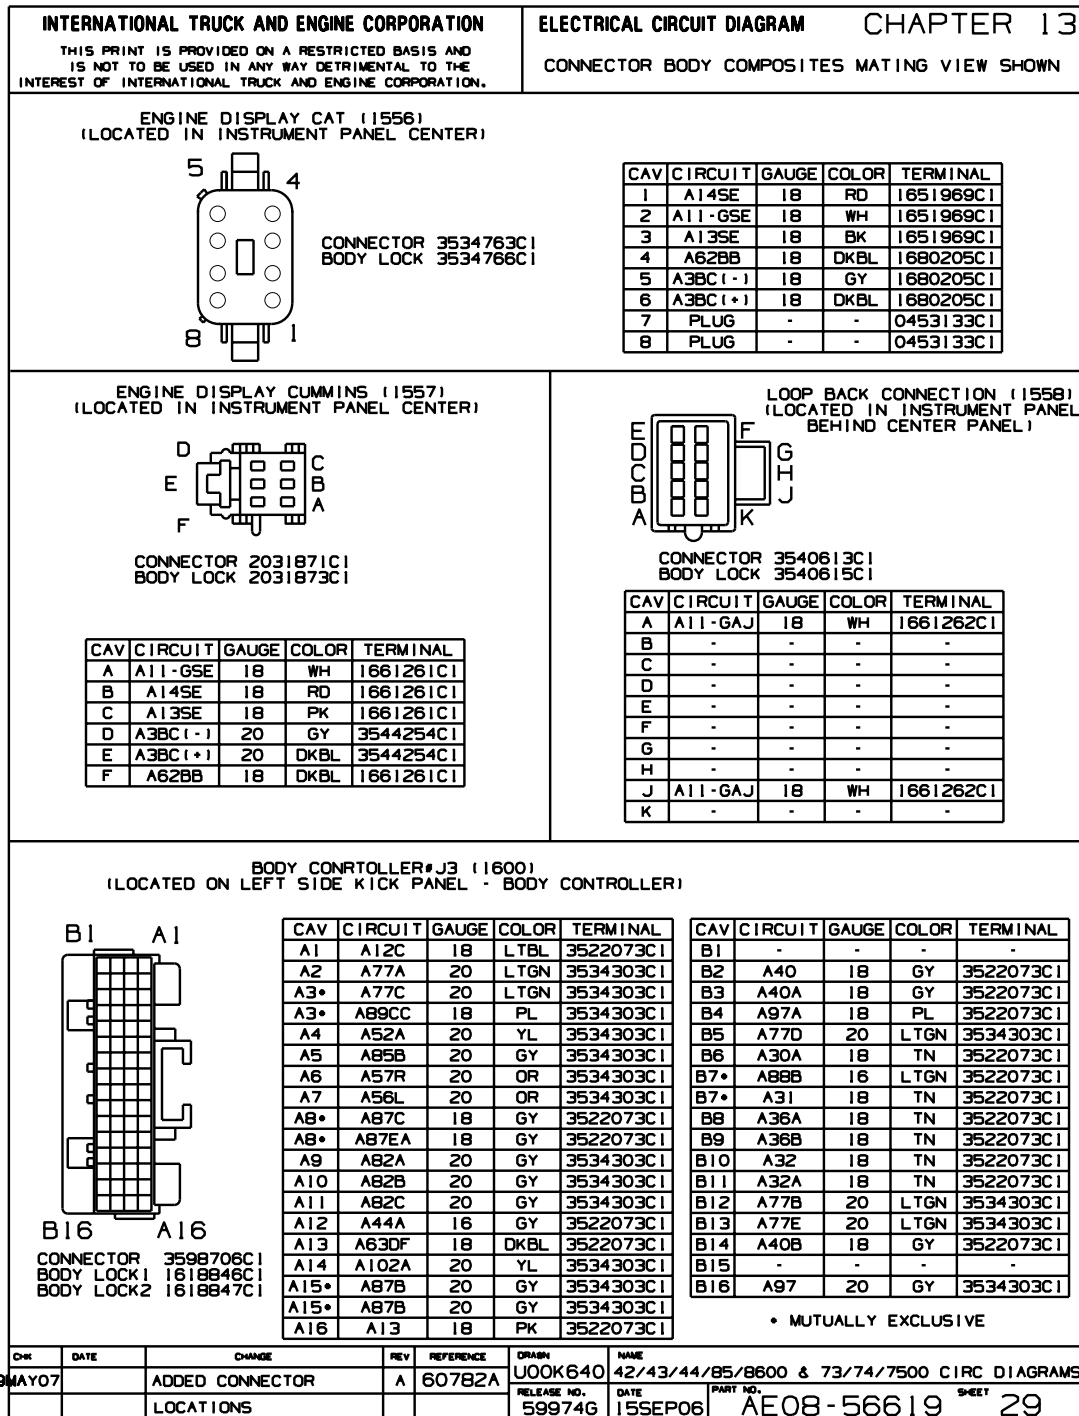 INTERNATIONAL TRUCK AND ENGINE CORPORATION
THIS PRINT IS PROVIDED ON A RESTRICTED BASIS AND
IS NOT TO BE USED IN ANY WAY DETRIMENTAL TO THE
INTEREST OF INTERNATIONAL TRUCK AND ENGINE CORPORATION.
ELECTRICAL CIRCUIT DIAGRAM CHAPTER 13
CONNECTOR BODY COMPOSITES MATING VIEW SHOWN
ENGINE DISPLAY CAT (1556)
(LOCATED IN INSTRUMENT PANEL CENTER)
5 4
8 1
CONNECTOR 3534763C1
BODY LOCK 3534766C1
CAV CIRCUIT GAUGE COLOR TERMINAL
1 A14SE 18 RD 1651969C1
2 A11-GSE 18 WH 1651969C1
3 A13SE 18 BK 1651969C1
4 A62BB 18 DKBL 1680205C1
5 A3BC(-) 18 GY 1680205C1
6 A3BC(+) 18 DKBL 1680205C1
7 PLUG - - 0453133C1
8 PLUG - - 0453133C1
ENGINE DISPLAY CUMMINS (1557)
(LOCATED IN INSTRUMENT PANEL CENTER)
D C
E B
F A
CONNECTOR 2031871C1
BODY LOCK 2031873C1
CAV CIRCUIT GAUGE COLOR TERMINAL
A A11-GSE 18 WH 1661261C1
B A14SE 18 RD 1661261C1
C A13SE 18 PK 1661261C1
D A3BC(-) 20 GY 3544254C1
E A3BC(+) 20 DKBL 3544254C1
F A62BB 18 DKBL 1661261C1
LOOP BACK CONNECTION (1558)
(LOCATED IN INSTRUMENT PANEL
BEHIND CENTER PANEL)
E F
D G
C H
B J
A K
CONNECTOR 3540613C1
BODY LOCK 3540615C1
CAV CIRCUIT GAUGE COLOR TERMINAL
A A11-GAJ 18 WH 1661262C1
B - - - -
C - - - -
D - - - -
E - - - -
F - - - -
G - - - -
H - - - -
J A11-GAJ 18 WH 1661262C1
K - - - -
BODY CONRTOLLER#J3 (1600)
(LOCATED ON LEFT SIDE KICK PANEL - BODY CONTROLLER)
B1 A1
B16 A16
CONNECTOR 3598706C1
BODY LOCK1 1618846C1
BODY LOCK2 1618847C1
CAV CIRCUIT GAUGE COLOR TERMINAL
A1 A12C 18 LTBL 3522073C1
A2 A77A 20 LTGN 3534303C1
A3• A77C 20 LTGN 3534303C1
A3• A89CC 18 PL 3534303C1
A4 A52A 20 YL 3534303C1
A5 A85B 20 GY 3534303C1
A6 A57R 20 OR 3534303C1
A7 A56L 20 OR 3534303C1
A8• A87C 18 GY 3522073C1
A8• A87EA 18 GY 3522073C1
A9 A82A 20 GY 3534303C1
A10 A82B 20 GY 3534303C1
A11 A82C 20 GY 3534303C1
A12 A44A 16 GY 3522073C1
A13 A63DF 18 DKBL 3522073C1
A14 A102A 20 YL 3534303C1
A15• A87B 20 GY 3534303C1
A15• A87B 20 GY 3534303C1
A16 A13 18 PK 3522073C1
CAV CIRCUIT GAUGE COLOR TERMINAL
B1 - - - -
B2 A40 18 GY 3522073C1
B3 A40A 18 GY 3522073C1
B4 A97A 18 PL 3522073C1
B5 A77D 20 LTGN 3534303C1
B6 A30A 18 TN 3522073C1
B7• A88B 16 LTGN 3522073C1
B7• A31 18 TN 3522073C1
B8 A36A 18 TN 3522073C1
B9 A36B 18 TN 3522073C1
B10 A32 18 TN 3522073C1
B11 A32A 18 TN 3522073C1
B12 A77B 20 LTGN 3534303C1
B13 A77E 20 LTGN 3534303C1
B14 A40B 18 GY 3522073C1
B15 - - - -
B16 A97 20 GY 3534303C1
• MUTUALLY EXCLUSIVE
CHK DATE CHANGE REV REFERENCE DRAWN NAME
9MAY07 ADDED CONNECTOR A 60782A U00K640 42/43/44/85/8600 & 73/74/7500 CIRC DIAGRAMS
LOCATIONS
RELEASE NO. 59974G DATE 15SEP06 PART NO. AE08-56619 SHEET 29